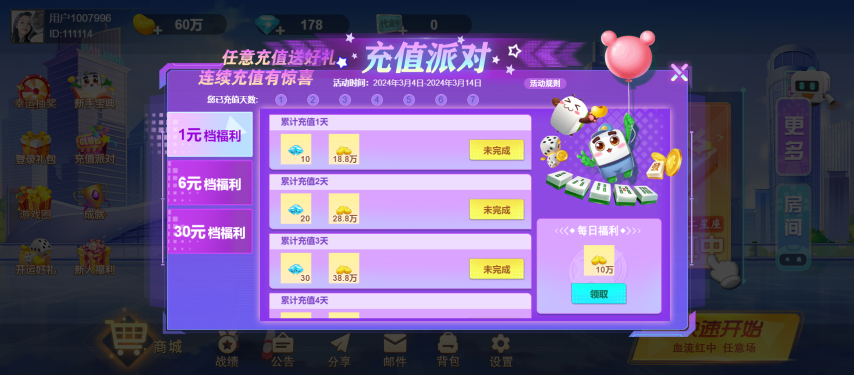 用户1007996
ID:111114
60万
178
代表券
0
任意充值送好礼
连续充值有惊喜
充值派对
活动时间：2024年3月4日-2024年3月14日
活动规则
您已充值天数:
1 2 3 4 5 6 7
1元 档福利
6元 档福利
30元 档福利
累计充值1天
10
18.8万
未完成
累计充值2天
20
28.8万
未完成
累计充值3天
30
38.8万
未完成
累计充值4天
每日福利
10万
领取
幸运抽奖
新手宝典
登录礼包
充值派对
游戏圈
成就
开运好礼
新人福利
更多
房间
星座
中
商城
战绩
公告
分享
邮件
背包
设置
速开始
血流红中 任意场